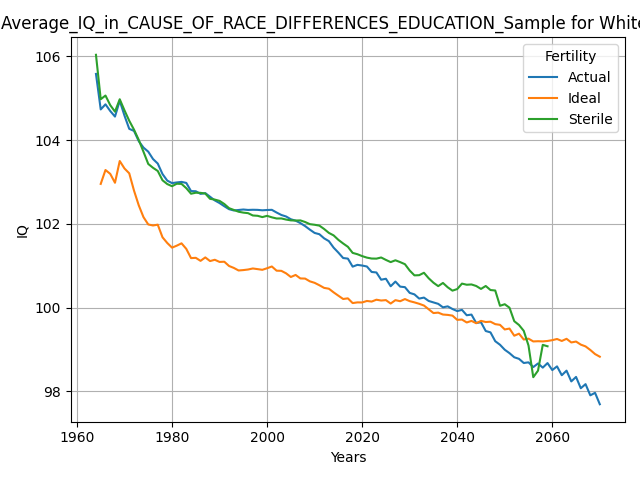 Average_IQ_in_CAUSE_OF_RACE_DIFFERENCES_EDUCATION_Sample for White
Fertility
Actual
Ideal
Sterile
106
104
102
100
98
IQ
1960
1980
2000
2020
2040
2060
Years